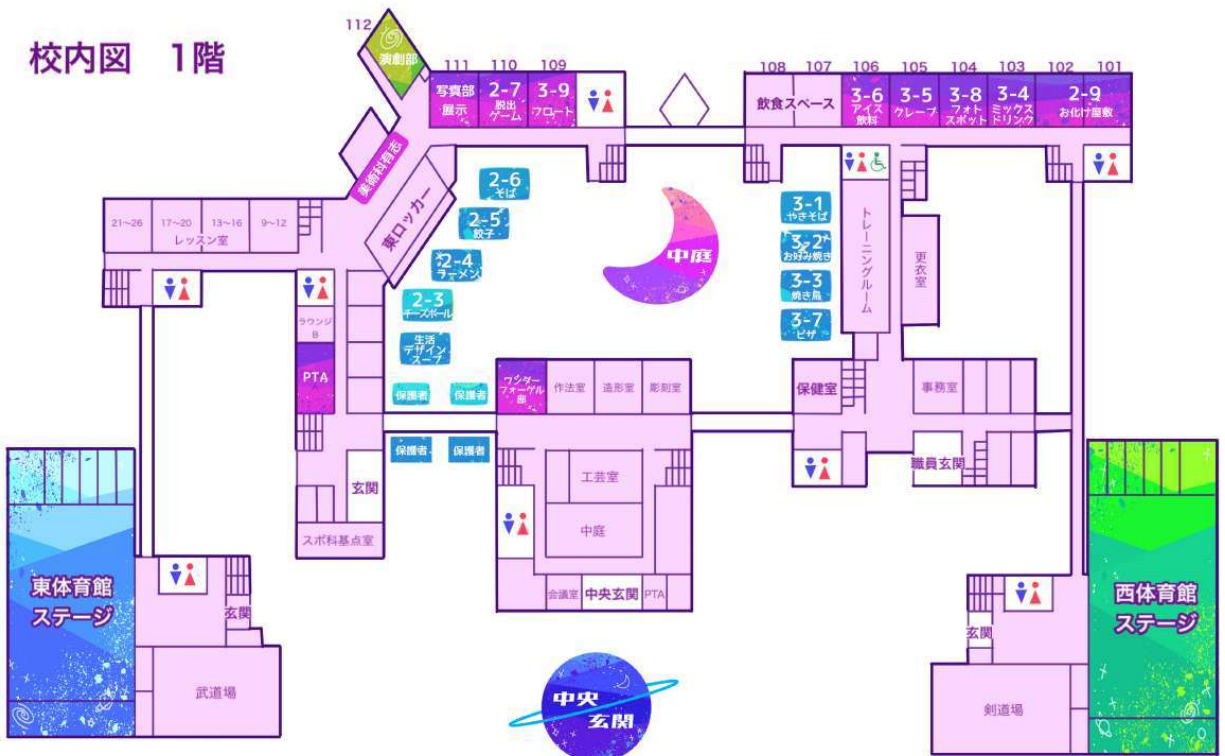 校内図 1階
112
演劇部
111
110
109
写真部
展示
2-7
脱出
ゲーム
3-9
フロート
108
107
106
105
104
103
102
101
飲食スペース
3-6
アイス
飲料
3-5
クレープ
3-8
フォト
スポット
3-4
ミックス
ドリンク
2-9
お化け屋敷
美術科有志
東ロッカー
21~26
17~20
13~16
9~12
レッスン室
2-6
そば
2-5
餃子
2-4
ラーメン
2-3
チーズボール
生活
デザイン
スープ
中庭
3-1
やきそば
3-2
お好み焼き
3-3
焼き鳥
3-7
ピザ
トレーニングルーム
更衣室
ラウンジ
B
PTA
保護者
保護者
保護者
保護者
ワンダー
フォーゲル
部
作法室
造形室
彫刻室
保健室
事務室
職員玄関
玄関
スポ科基点室
工芸室
中庭
会議室
中央玄関
PTA
東体育館
ステージ
玄関
武道場
西体育館
ステージ
玄関
剣道場
中央
玄関